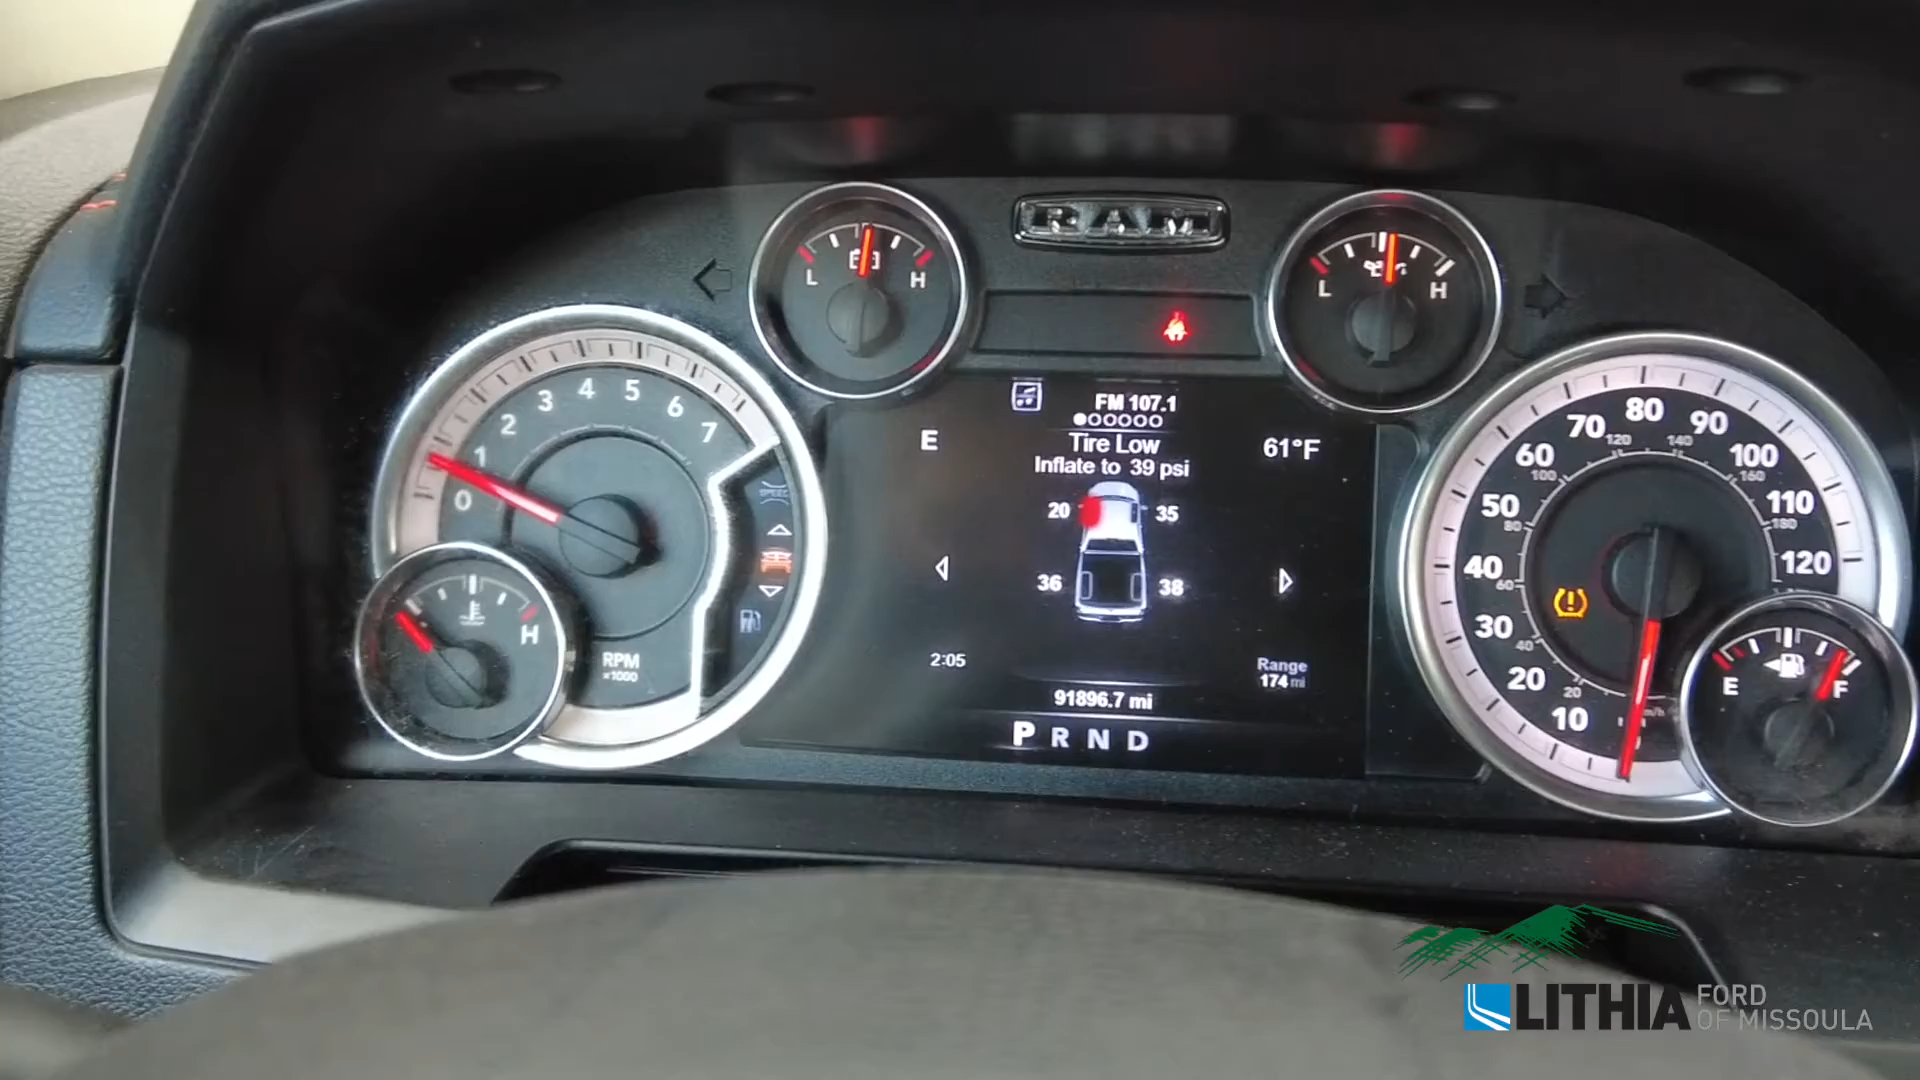 RAM
L H
L H
FM 107.1
E
Tire Low
61°F
Inflate to 39 psi
20 35
36 38
2:05
Range
174 mi
91896.7 mi
P R N D
0 1 2 3 4 5 6 7
RPM
x1000
H
10 20 30 40 50 60 70 80 90 100 110 120
20 40 60 80 100 120 140 160 180
E F
LITHIA
FORD
OF MISSOULA